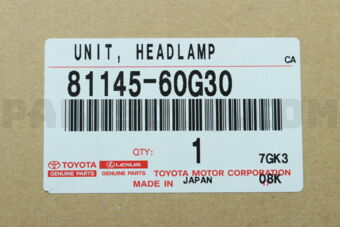 UNIT, HEADLAMP
CA
81145-60G30
QTY: 1 7GK3
TOYOTA LEXUS
GENUINE PARTS GENUINE PARTS TOYOTA MOTOR CORPORATION
MADE IN JAPAN 08K